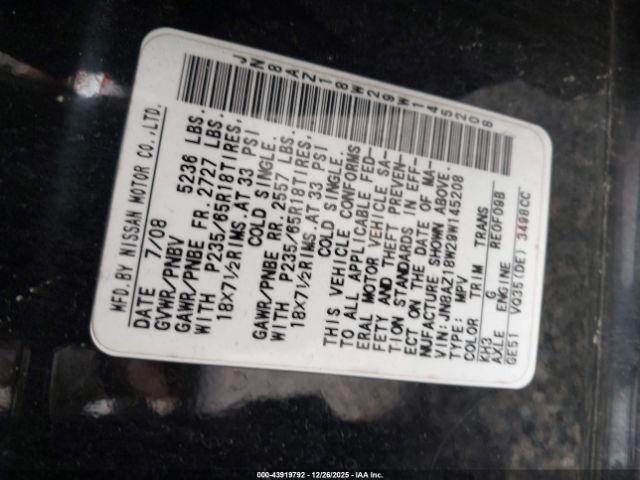 JN8AZ18W29W145208
MFD.BY NISSAN MOTOR CO.,LTD.
DATE 7/08
GVWR/PNBV 5236 LBS.
GAWR/PNBE FR.2727 LBS.
WITH P235/65R18TIRES,
18X7½RIMS.AT 33 PSI
COLD SINGLE.
GAWR/PNBE RR.2557 LBS.
WITH P235/65R18TIRES,
18X7½RIMS.AT 33 PSI
COLD SINGLE.
THIS VEHICLE CONFORMS
TO ALL APPLICABLE FED-
ERAL MOTOR VEHICLE SA-
FETY AND THEFT PREVEN-
TION STANDARDS IN EFF-
ECT ON THE DATE OF MA-
NUFACTURE SHOWN ABOVE.
VIN:JN8AZ18W29W145208
TYPE: MPV
COLOR TRIM TRANS
KH3 G RE0F09B
AXLE ENGINE
GE51 VQ35(DE) 3498CC
000-43919792 - 12/26/2025 - IAA Inc.